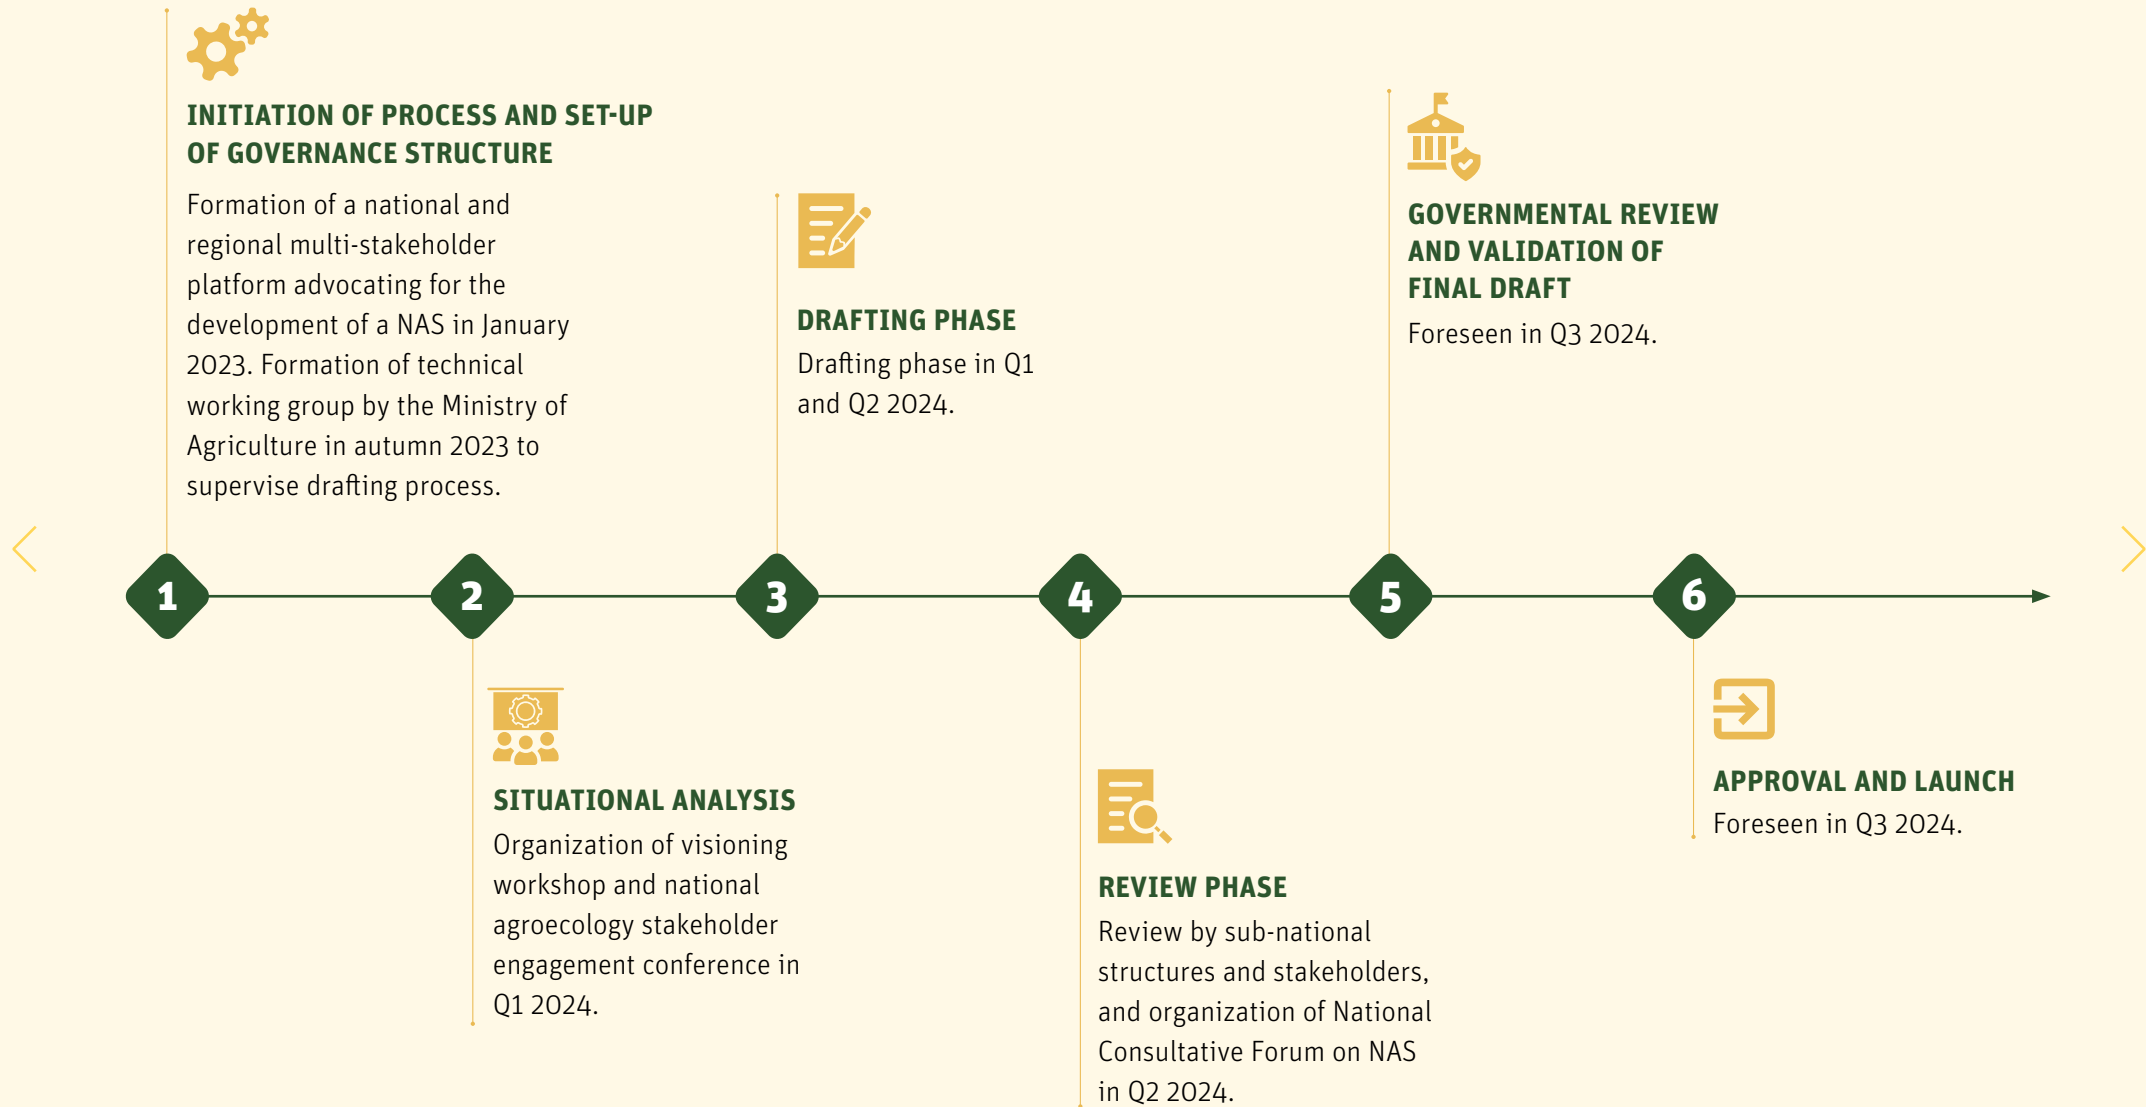 INITIATION OF PROCESS AND SET-UP
OF GOVERNANCE STRUCTURE
Formation of a national and
regional multi-stakeholder
platform advocating for the
development of a NAS in January
2023. Formation of technical
working group by the Ministry of
Agriculture in autumn 2023 to
supervise drafting process.
DRAFTING PHASE
Drafting phase in Q1
and Q2 2024.
GOVERNMENTAL REVIEW
AND VALIDATION OF
FINAL DRAFT
Foreseen in Q3 2024.
1
2
3
4
5
6
SITUATIONAL ANALYSIS
Organization of visioning
workshop and national
agroecology stakeholder
engagement conference in
Q1 2024.
REVIEW PHASE
Review by sub-national
structures and stakeholders,
and organization of National
Consultative Forum on NAS
in Q2 2024.
APPROVAL AND LAUNCH
Foreseen in Q3 2024.